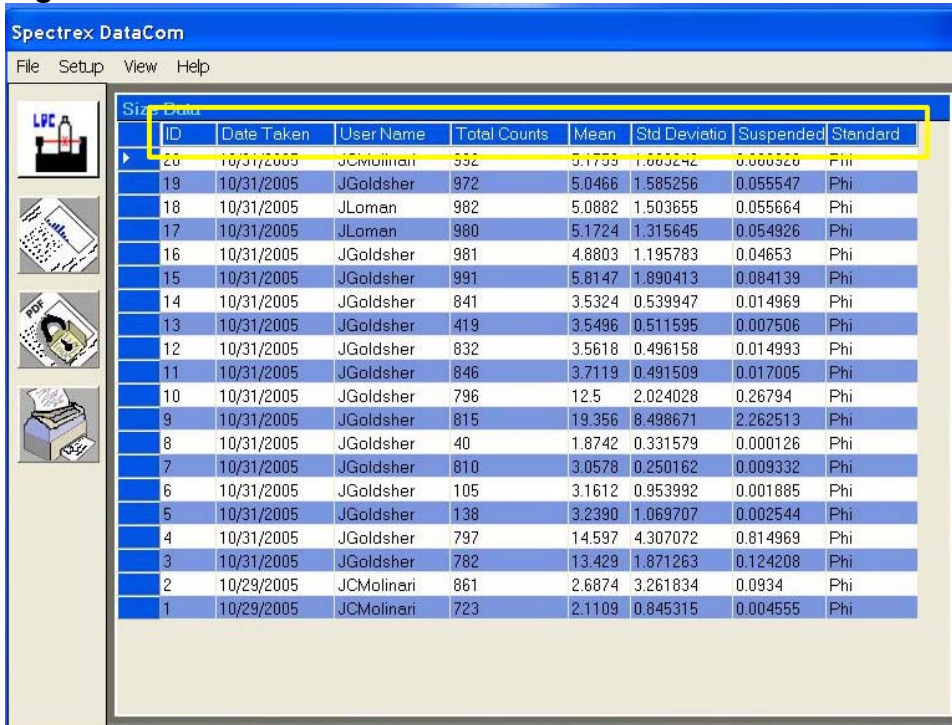 Spectrex DataCom
File Setup View Help
LPC
PDF
Size Data
ID Date Taken User Name Total Counts Mean Std Deviatio Suspended Standard
20 10/31/2005 JCMolinari 992 Phi
19 10/31/2005 JGoldsher 972 5.0466 1.585256 0.055547 Phi
18 10/31/2005 JLoman 982 5.0882 1.503655 0.055664 Phi
17 10/31/2005 JLoman 980 5.1724 1.315645 0.054926 Phi
16 10/31/2005 JGoldsher 981 4.8803 1.195783 0.04653 Phi
15 10/31/2005 JGoldsher 991 5.8147 1.890413 0.084139 Phi
14 10/31/2005 JGoldsher 841 3.5324 0.539947 0.014969 Phi
13 10/31/2005 JGoldsher 419 3.5496 0.511595 0.007506 Phi
12 10/31/2005 JGoldsher 832 3.5618 0.496158 0.014993 Phi
11 10/31/2005 JGoldsher 846 3.7119 0.491509 0.017005 Phi
10 10/31/2005 JGoldsher 796 12.5 2.024028 0.26794 Phi
9 10/31/2005 JGoldsher 815 19.356 8.498671 2.262513 Phi
8 10/31/2005 JGoldsher 40 1.8742 0.331579 0.000126 Phi
7 10/31/2005 JGoldsher 810 3.0578 0.250162 0.009332 Phi
6 10/31/2005 JGoldsher 105 3.1612 0.953992 0.001885 Phi
5 10/31/2005 JGoldsher 138 3.2390 1.069707 0.002544 Phi
4 10/31/2005 JGoldsher 797 14.597 4.307072 0.814969 Phi
3 10/31/2005 JGoldsher 782 13.429 1.871263 0.124208 Phi
2 10/29/2005 JCMolinari 861 2.6874 3.261834 0.0934 Phi
1 10/29/2005 JCMolinari 723 2.1109 0.845315 0.004555 Phi